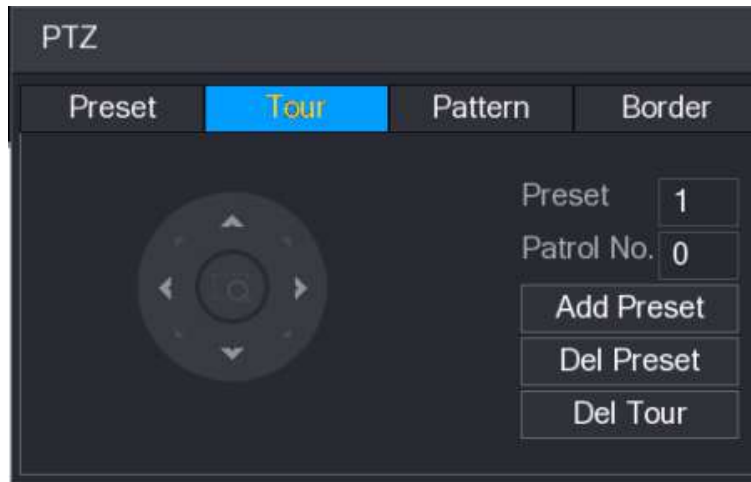 PTZ
Preset Tour Pattern Border
Preset 1
Patrol No. 0
Add Preset
Del Preset
Del Tour